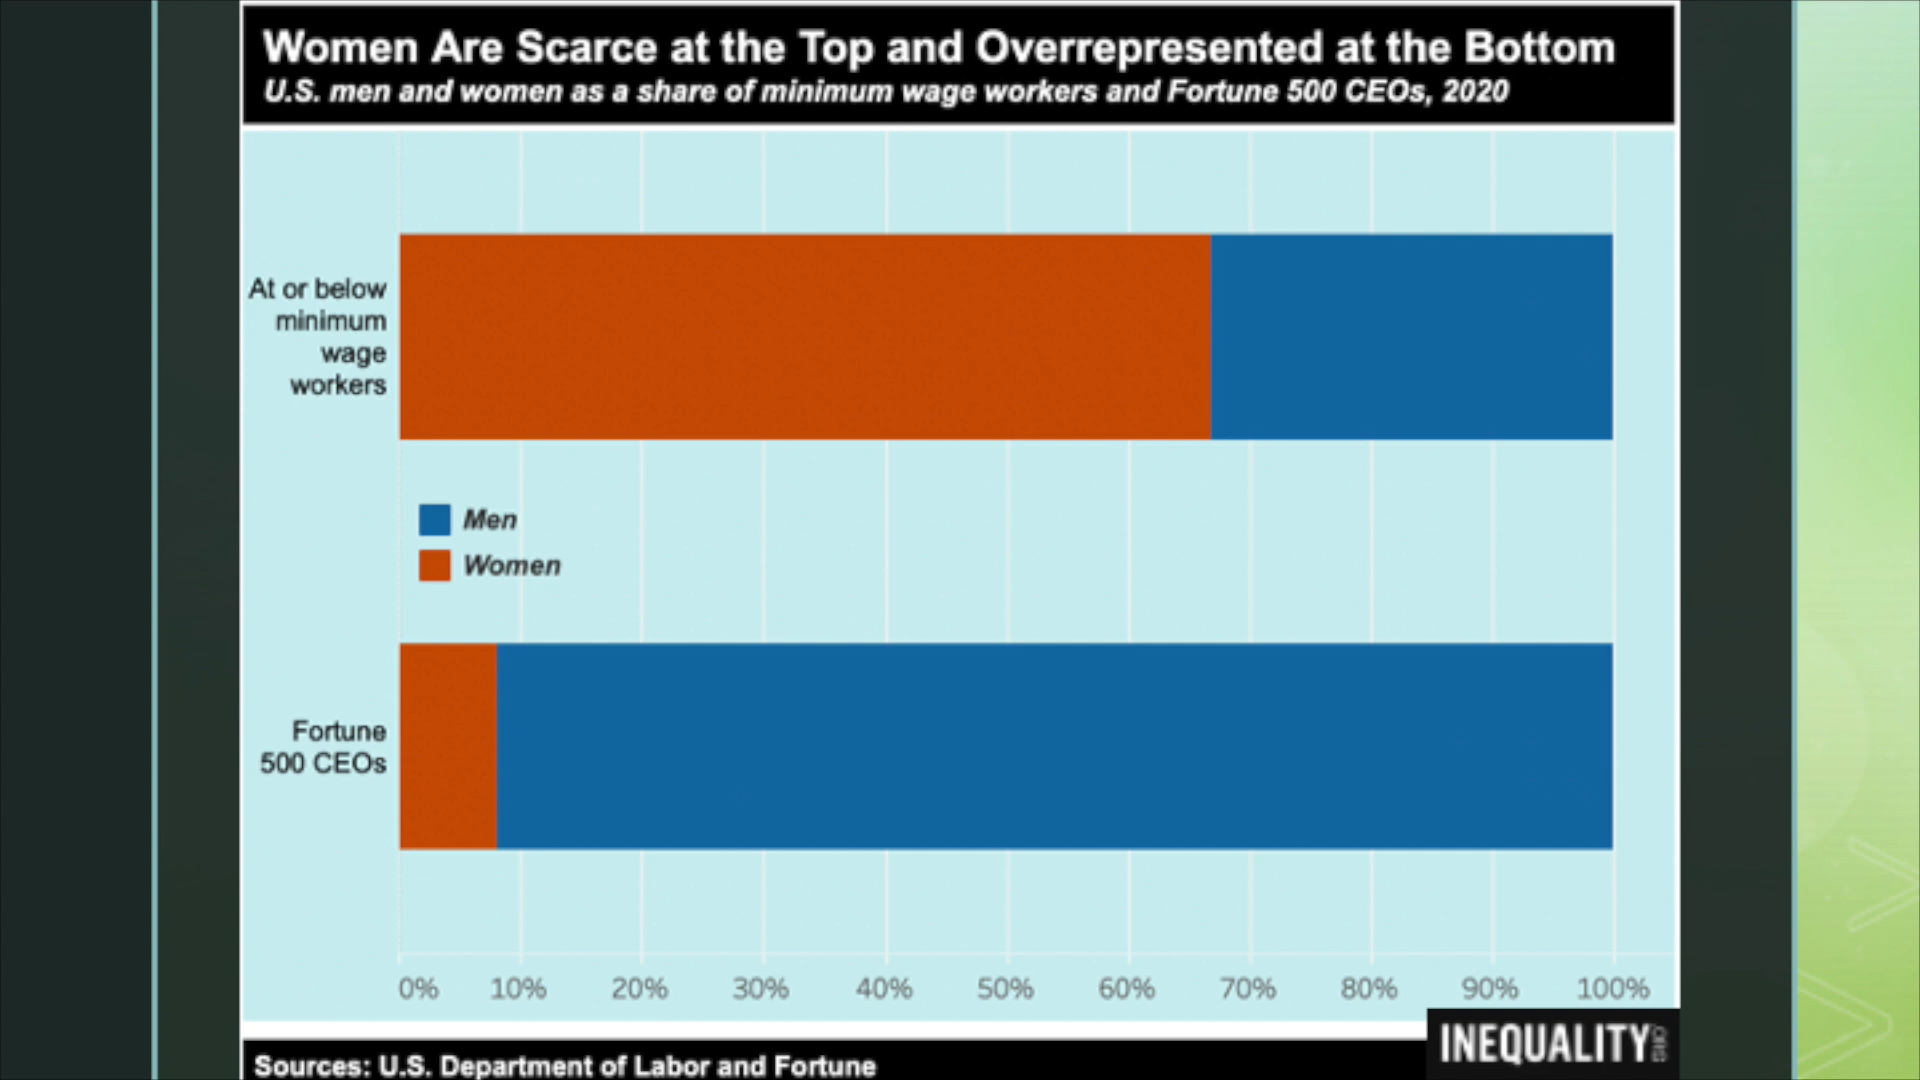 Women Are Scarce at the Top and Overrepresented at the Bottom
U.S. men and women as a share of minimum wage workers and Fortune 500 CEOs, 2020
At or below
minimum
wage
workers
Men
Women
Fortune
500 CEOs
0% 10% 20% 30% 40% 50% 60% 70% 80% 90% 100%
INEQUALITY.ORG
Sources: U.S. Department of Labor and Fortune